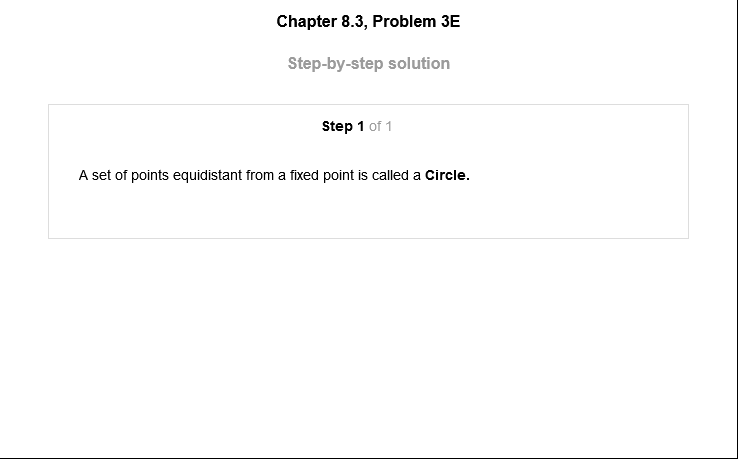 Chapter 8.3, Problem 3E
Step-by-step solution
Step 1 of 1
A set of points equidistant from a fixed point is called a Circle.